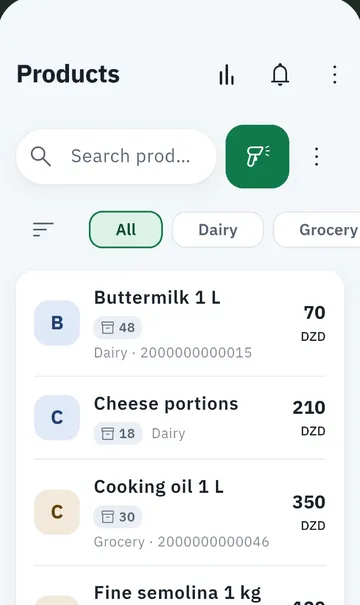 Products
Search prod...
All
Dairy
Grocery
B
Buttermilk 1 L
48
Dairy · 2000000000015
70
DZD
C
Cheese portions
18 Dairy
210
DZD
C
Cooking oil 1 L
30
Grocery · 2000000000046
350
DZD
Fine semolina 1 kg